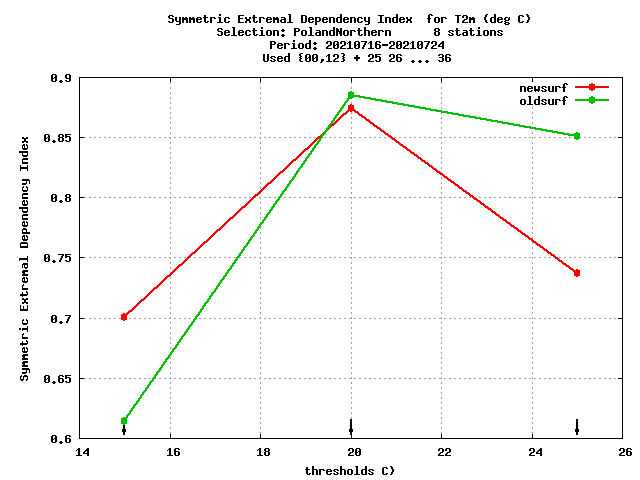 Symmetric Extremal Dependency Index  for T2m (deg C)
Selection: PolandNorthern      8 stations
Period: 20210716-20210724
Used {00,12} + 25 26 ... 36
newsurf
oldsurf
Symmetric Extremal Dependency Index
0.9
0.85
0.8
0.75
0.7
0.65
0.6
14 16 18 20 22 24 26
thresholds C)